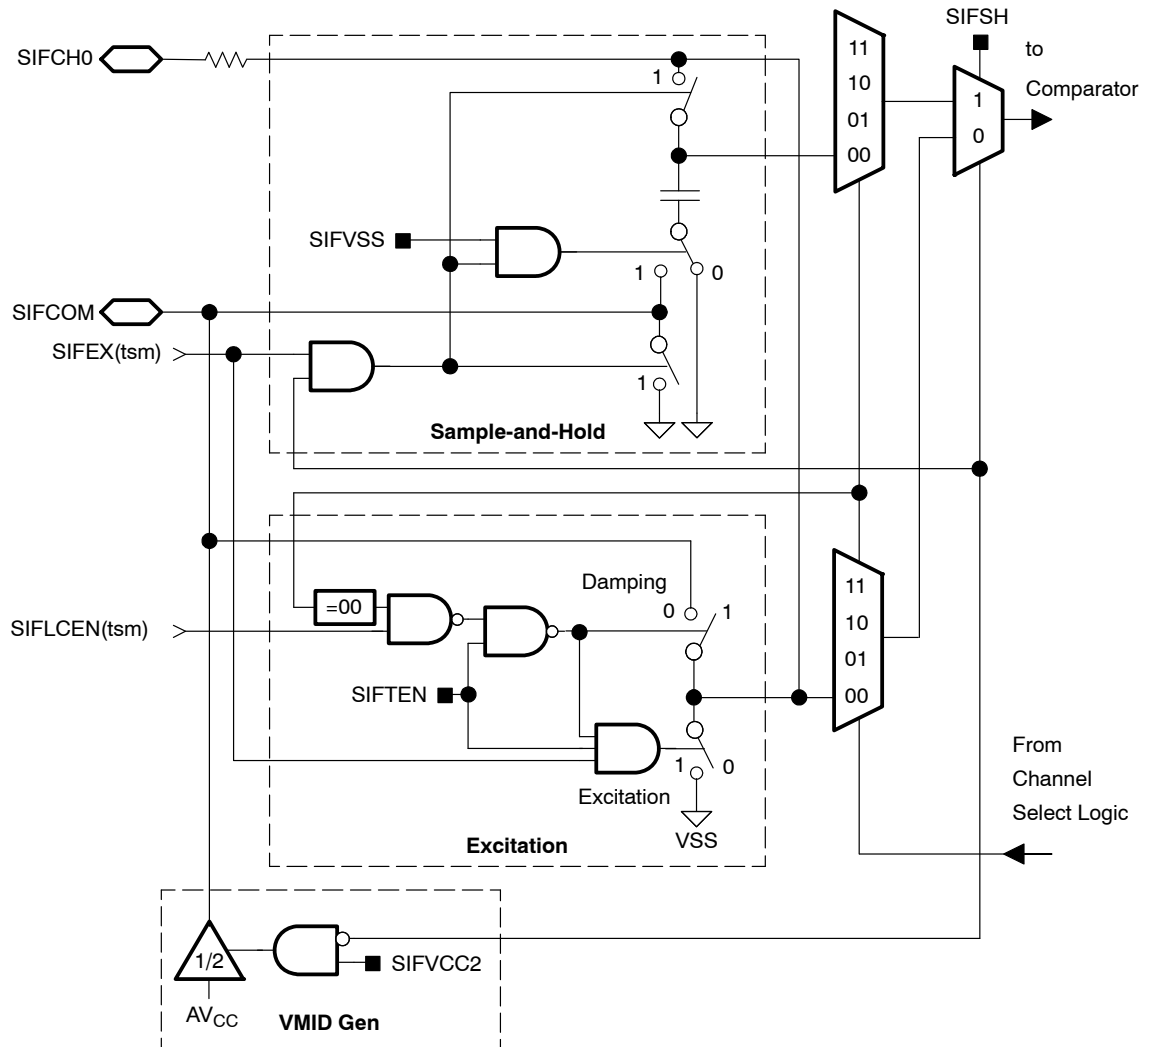 SIFCH0
SIFSH
to
Comparator
11
10
01
00
1
0
1
SIFVSS
1
0
SIFCOM
SIFEX(tsm)
1
Sample-and-Hold
Damping
0
1
=00
SIFLCEN(tsm)
SIFTEN
11
10
01
00
1
0
Excitation
VSS
Excitation
From
Channel
Select Logic
1/2
SIFVCC2
AVCC
VMID Gen